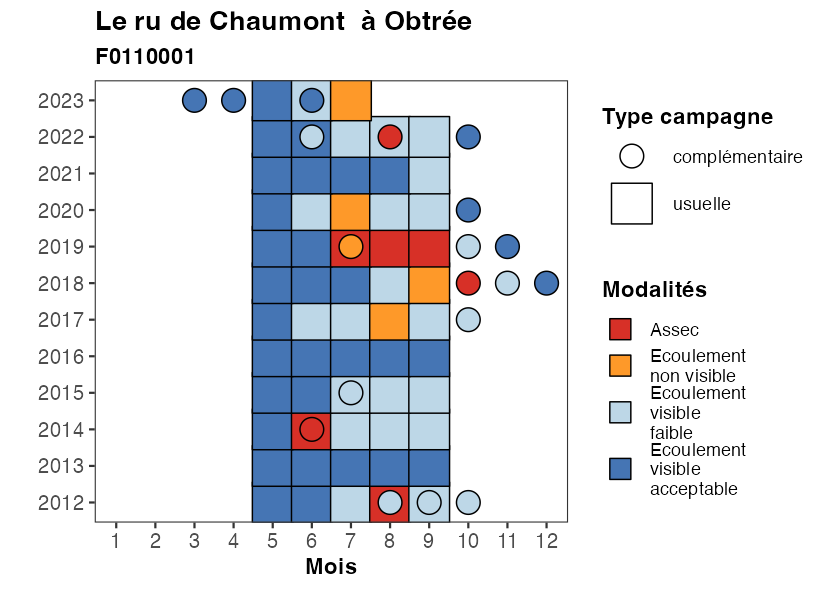 Le ru de Chaumont  à Obtrée
F0110001
2023
2022
2021
2020
2019
2018
2017
2016
2015
2014
2013
2012
1 2 3 4 5 6 7 8 9 10 11 12
Mois
Type campagne
complémentaire
usuelle
Modalités
Assec
Ecoulement
non visible
Ecoulement
visible
faible
Ecoulement
visible
acceptable